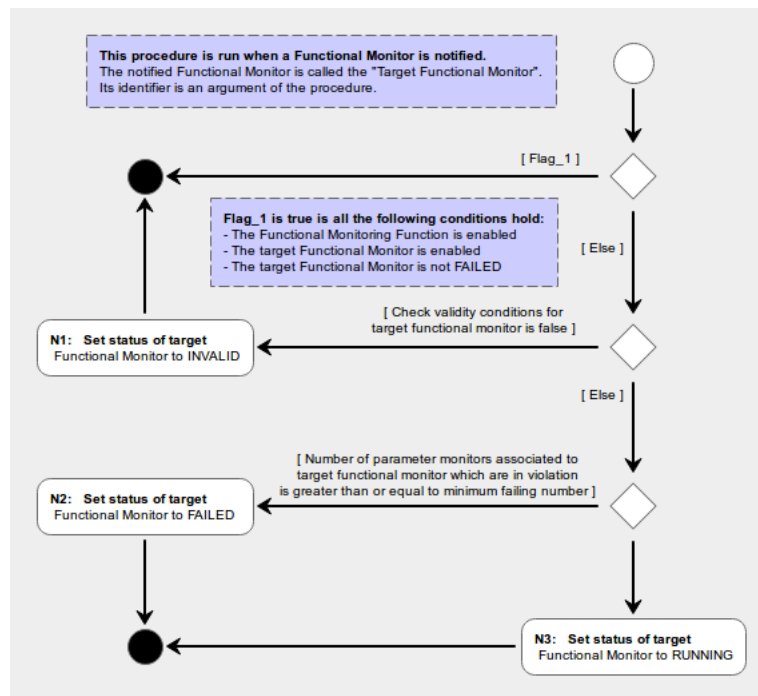 This procedure is run when a Functional Monitor is notified.
The notified Functional Monitor is called the "Target Functional Monitor".
Its identifier is an argument of the procedure.
[ Flag_1 ]
Flag_1 is true is all the following conditions hold:
- The Functional Monitoring Function is enabled
- The target Functional Monitor is enabled
- The target Functional Monitor is not FAILED
[ Else ]
[ Check validity conditions for
target functional monitor is false ]
N1: Set status of target
Functional Monitor to INVALID
[ Else ]
[ Number of parameter monitors associated to
target functional monitor which are in violation
is greater than or equal to minimum failing number ]
N2: Set status of target
Functional Monitor to FAILED
N3: Set status of target
Functional Monitor to RUNNING